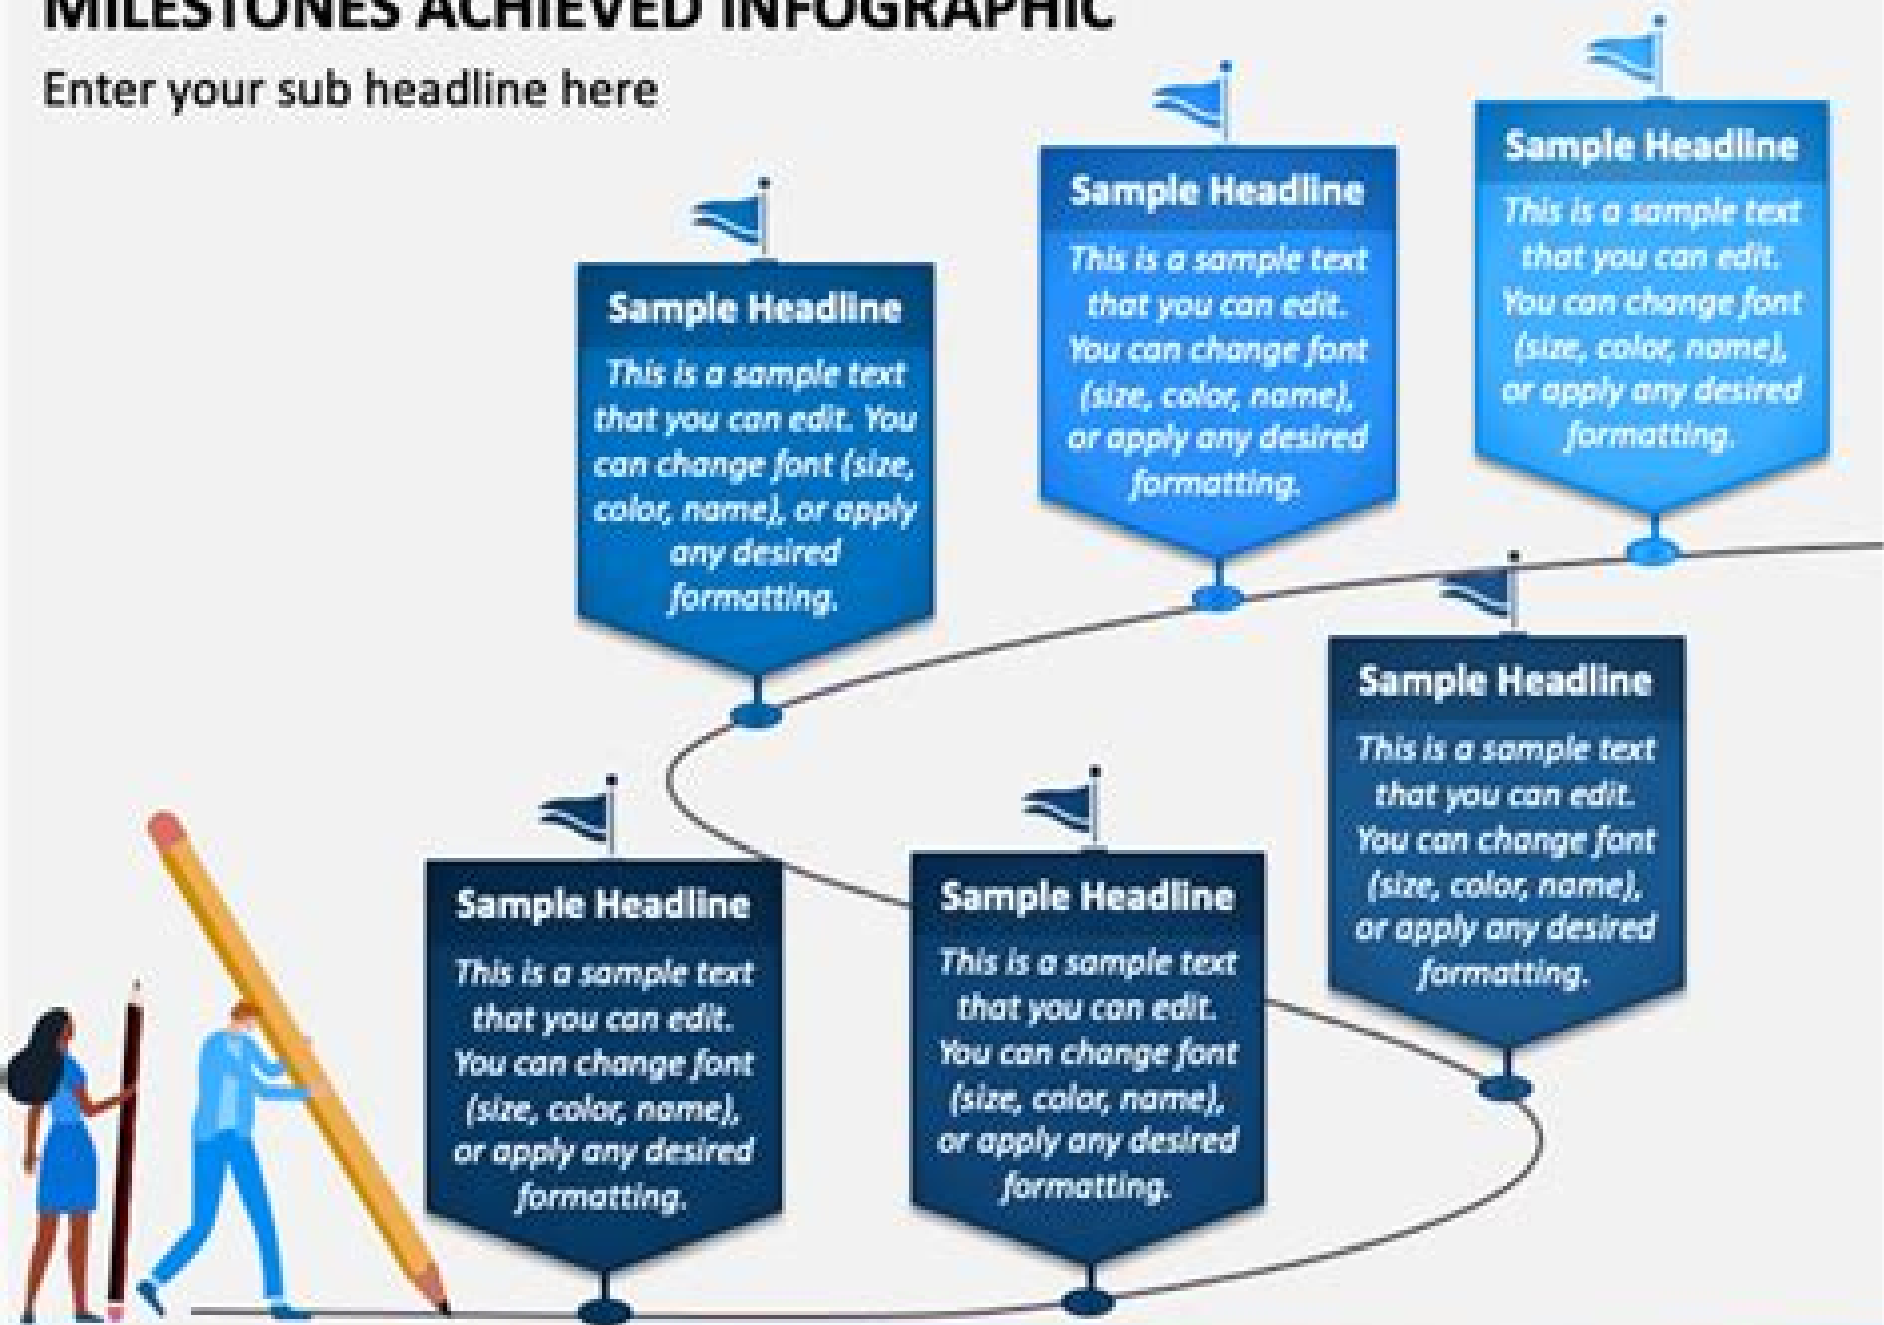 MILESTONES ACHIEVED INFOGRAPHIC
Enter your sub headline here
Sample Headline
This is a sample text
that you can edit. You
can change font (size,
color, name), or apply
any desired
formatting.
Sample Headline
This is a sample text
that you can edit.
You can change font
(size, color, name),
or apply any desired
formatting.
Sample Headline
This is a sample text
that you can edit.
You can change font
(size, color, name),
or apply any desired
formatting.
Sample Headline
This is a sample text
that you can edit.
You can change font
(size, color, name),
or apply any desired
formatting.
Sample Headline
This is a sample text
that you can edit.
You can change font
(size, color, name),
or apply any desired
formatting.
Sample Headline
This is a sample text
that you can edit.
You can change font
(size, color, name),
or apply any desired
formatting.